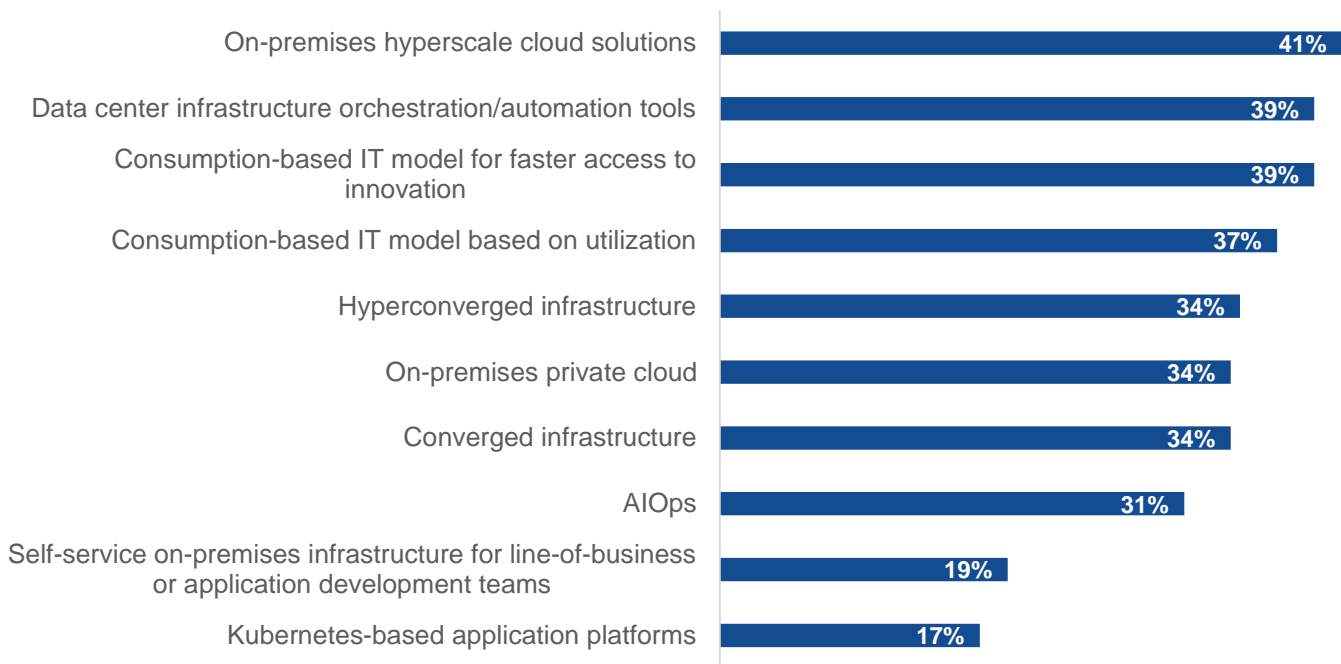 On-premises hyperscale cloud solutions 41%
Data center infrastructure orchestration/automation tools 39%
Consumption-based IT model for faster access to
innovation 39%
Consumption-based IT model based on utilization 37%
Hyperconverged infrastructure 34%
On-premises private cloud 34%
Converged infrastructure 34%
AIOps 31%
Self-service on-premises infrastructure for line-of-business
or application development teams 19%
Kubernetes-based application platforms 17%